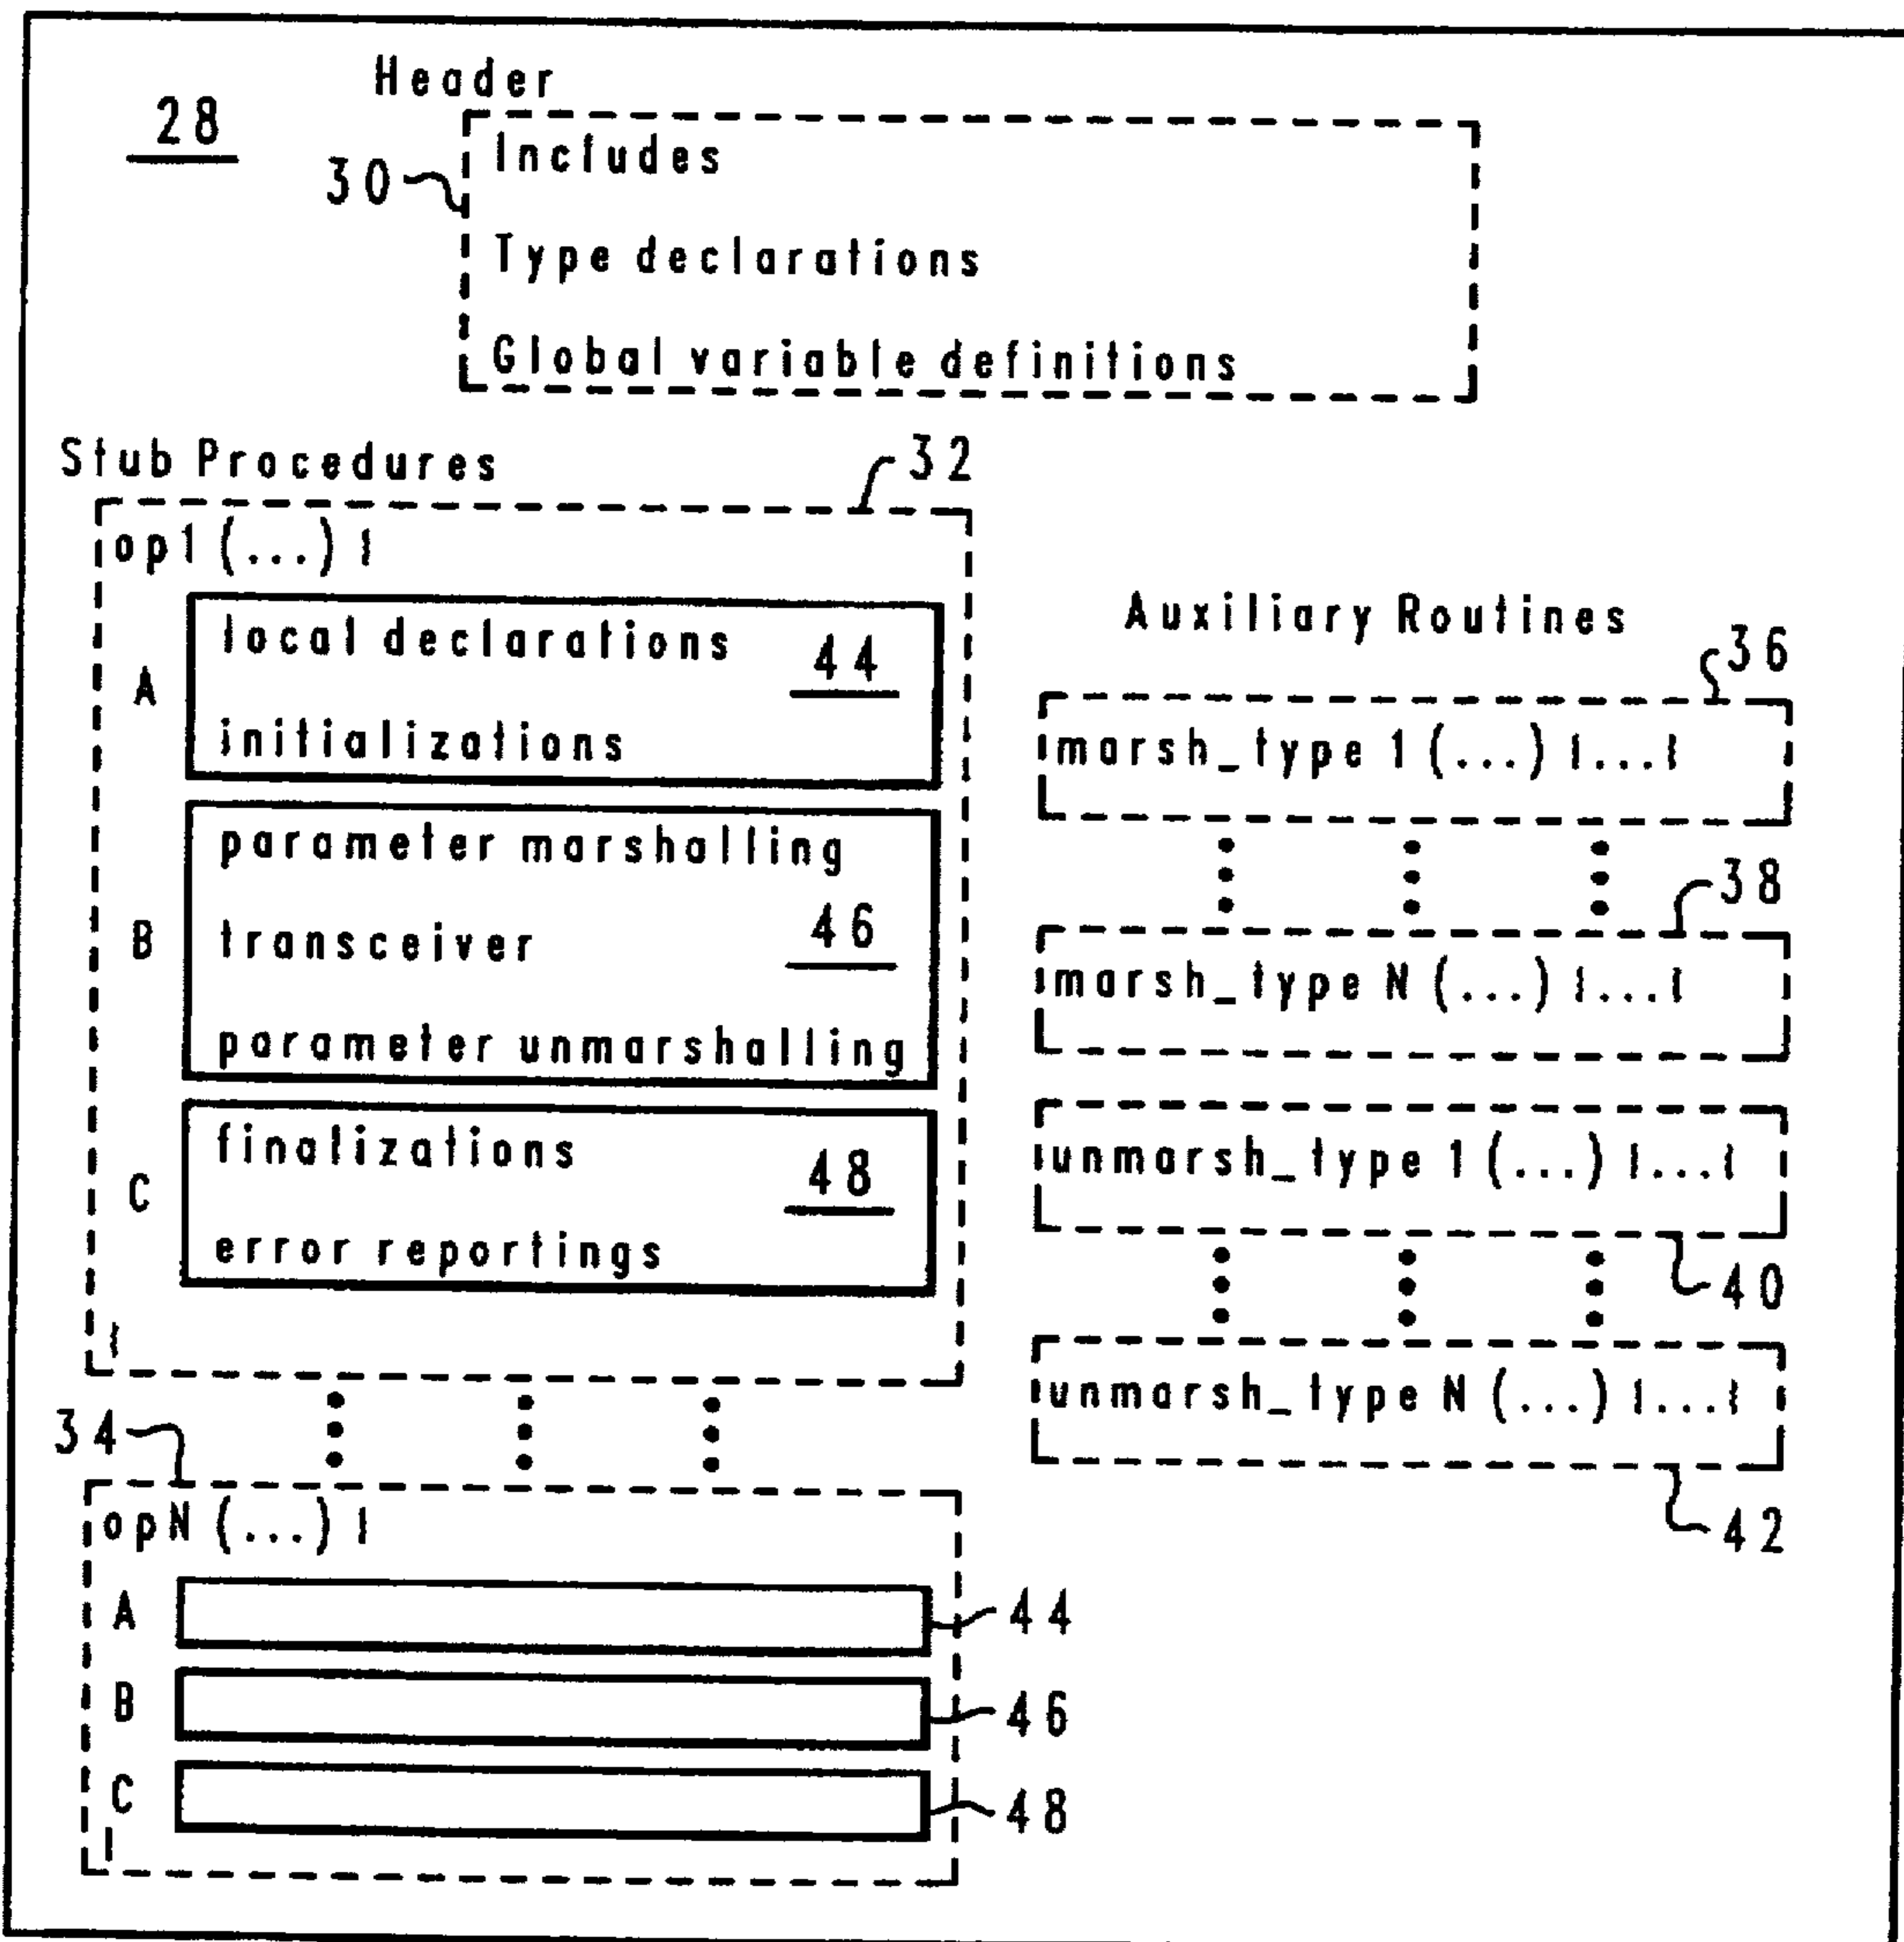 28
Header
30
Includes
Type declarations
Global variable definitions
Stub Procedures
32
op1 (...) {
A
local declarations
44
initializations
B
parameter marshalling
transceiver
46
parameter unmarshalling
C
finalizations
48
error reportings
}
34
opN (...) {
A
44
B
46
C
48
}
Auxiliary Routines
36
marsh_type 1 (...) {...}
38
marsh_type N (...) {...}
unmarsh_type 1 (...) {...}
40
unmarsh_type N (...) {...}
42